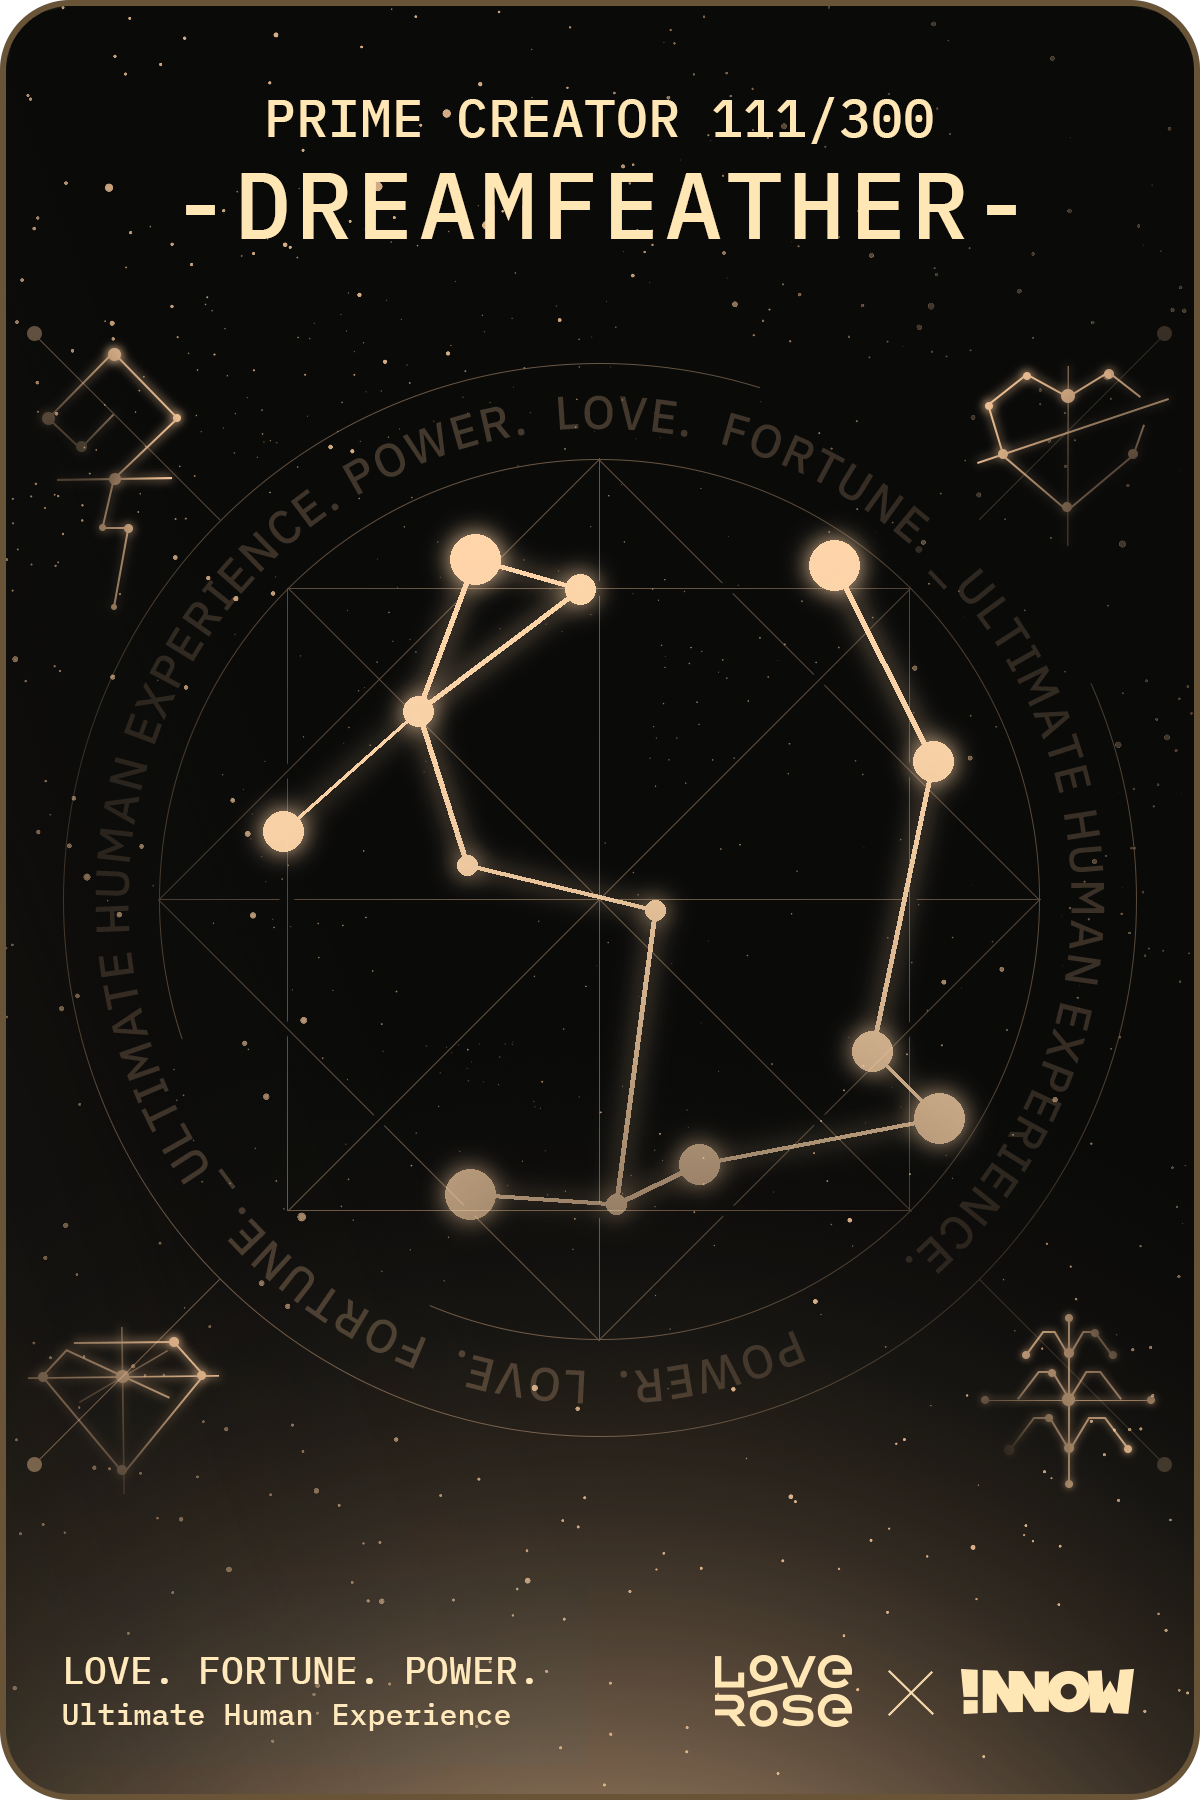 PRIME CREATOR 111/300
-DREAMFEATHER-
POWER. LOVE. FORTUNE. — ULTIMATE HUMAN EXPERIENCE.
POWER. LOVE. FORTUNE. — ULTIMATE HUMAN EXPERIENCE.
LOVE. FORTUNE. POWER.
Ultimate Human Experience
LOVE
ROSE
!NNOW